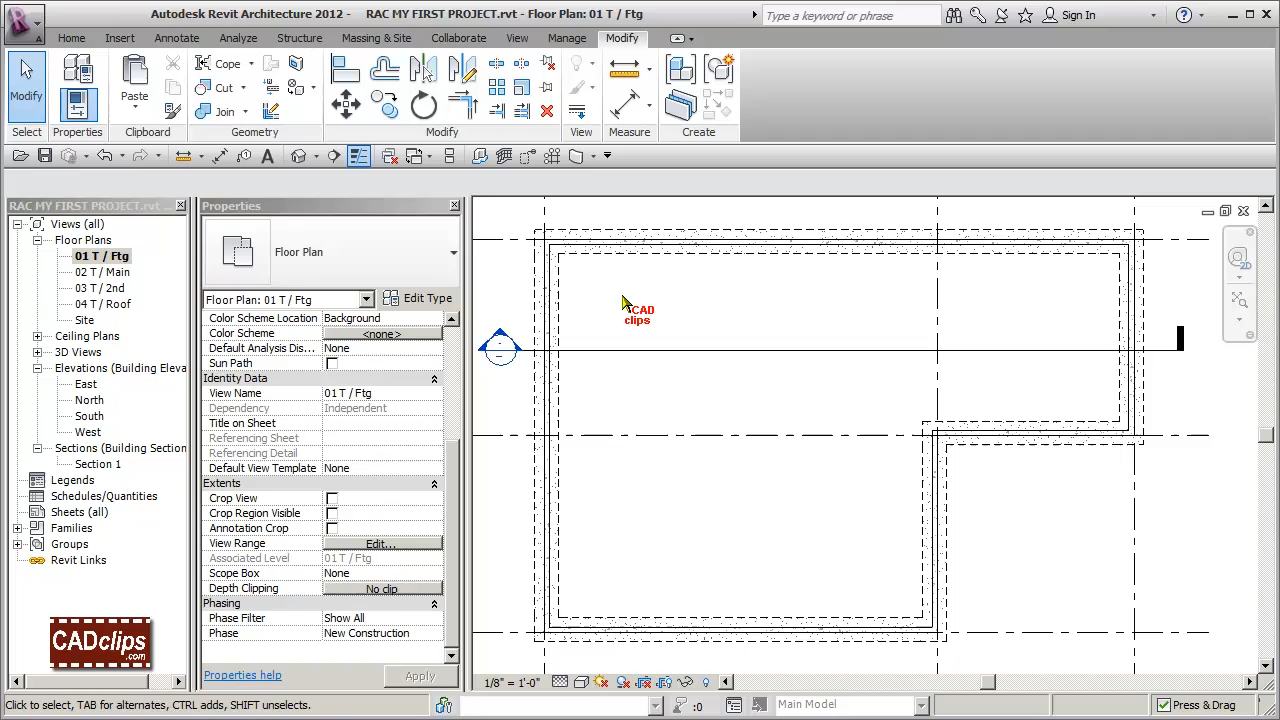 Autodesk Revit Architecture 2012 - RAC MY FIRST PROJECT.rvt - Floor Plan: 01 T / Ftg
Type a keyword or phrase
Sign In
Home Insert Annotate Analyze Structure Massing & Site Collaborate View Manage Modify
Modify
Paste
Cope
Cut
Join
Select Properties Clipboard Geometry Modify View Measure Create
RAC MY FIRST PROJECT.rvt
Views (all)
Floor Plans
01 T / Ftg
02 T / Main
03 T / 2nd
04 T / Roof
Site
Ceiling Plans
3D Views
Elevations (Building Eleva
East
North
South
West
Sections (Building Section
Section 1
Legends
Schedules/Quantities
Sheets (all)
Families
Groups
Revit Links
CADclips
.com
Properties
Floor Plan
Floor Plan: 01 T / Ftg
Edit Type
Color Scheme Location Background
Color Scheme <none>
Default Analysis Dis... None
Sun Path
Identity Data
View Name 01 T / Ftg
Dependency Independent
Title on Sheet
Referencing Sheet
Referencing Detail
Default View Template None
Extents
Crop View
Crop Region Visible
Annotation Crop
View Range Edit...
Associated Level 01 T / Ftg
Scope Box None
Depth Clipping No clip
Phasing
Phase Filter Show All
Phase New Construction
Properties help
Apply
CAD
clips
2D
1/8" = 1'-0"
Click to select, TAB for alternates, CTRL adds, SHIFT unselects.
:0
Main Model
Press & Drag